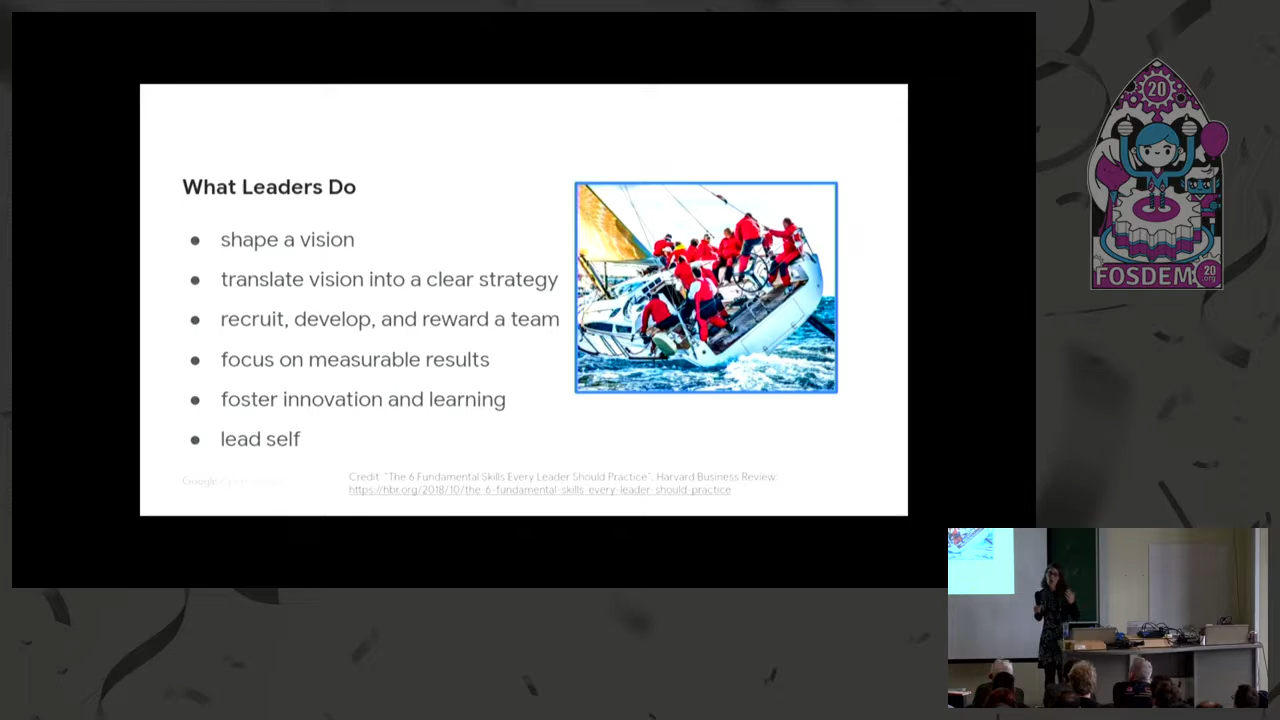 What Leaders Do
● shape a vision
● translate vision into a clear strategy
● recruit, develop, and reward a team
● focus on measurable results
● foster innovation and learning
● lead self
Google
Credit: "The 6 Fundamental Skills Every Leader Should Practice", Harvard Business Review:
https://hbr.org/2018/10/the-6-fundamental-skills-every-leader-should-practice
20
FOSDEM
20
.org